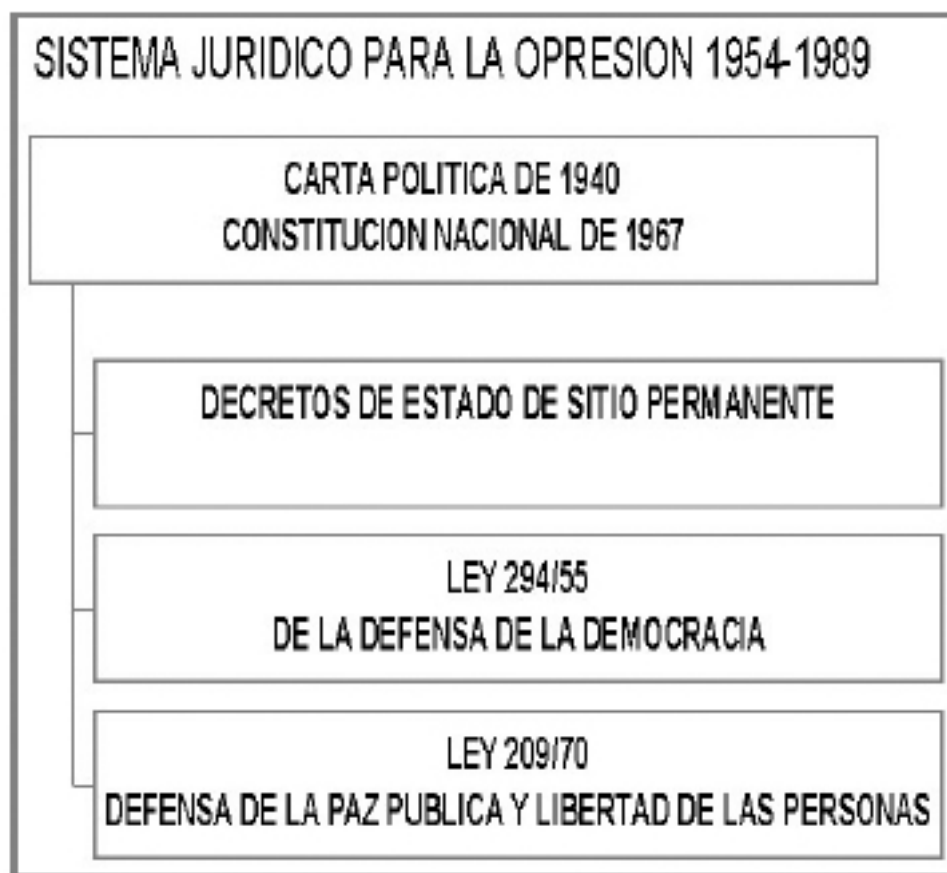 SISTEMA JURIDICO PARA LA OPRESION 1954-1989
CARTA POLITICA DE 1940
CONSTITUCION NACIONAL DE 1967
DECRETOS DE ESTADO DE SITIO PERMANENTE
LEY 294/55
DE LA DEFENSA DE LA DEMOCRACIA
LEY 209/70
DEFENSA DE LA PAZ PUBLICA Y LIBERTAD DE LAS PERSONAS